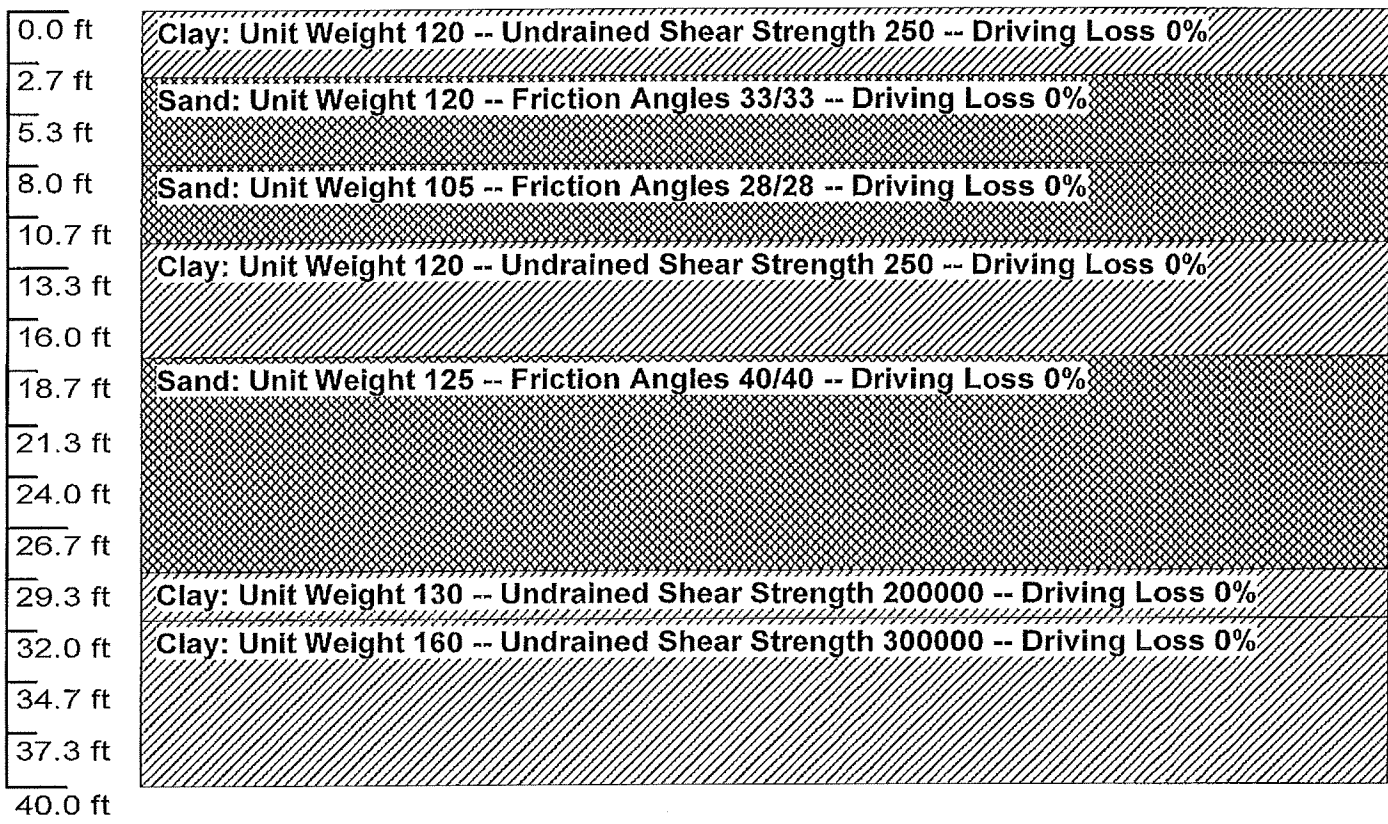 0.0 ft
Clay: Unit Weight 120 -- Undrained Shear Strength 250 -- Driving Loss 0%
2.7 ft
Sand: Unit Weight 120 -- Friction Angles 33/33 -- Driving Loss 0%
5.3 ft
8.0 ft
Sand: Unit Weight 105 -- Friction Angles 28/28 -- Driving Loss 0%
10.7 ft
Clay: Unit Weight 120 -- Undrained Shear Strength 250 -- Driving Loss 0%
13.3 ft
16.0 ft
18.7 ft
Sand: Unit Weight 125 -- Friction Angles 40/40 -- Driving Loss 0%
21.3 ft
24.0 ft
26.7 ft
29.3 ft
Clay: Unit Weight 130 -- Undrained Shear Strength 200000 -- Driving Loss 0%
32.0 ft
Clay: Unit Weight 160 -- Undrained Shear Strength 300000 -- Driving Loss 0%
34.7 ft
37.3 ft
40.0 ft